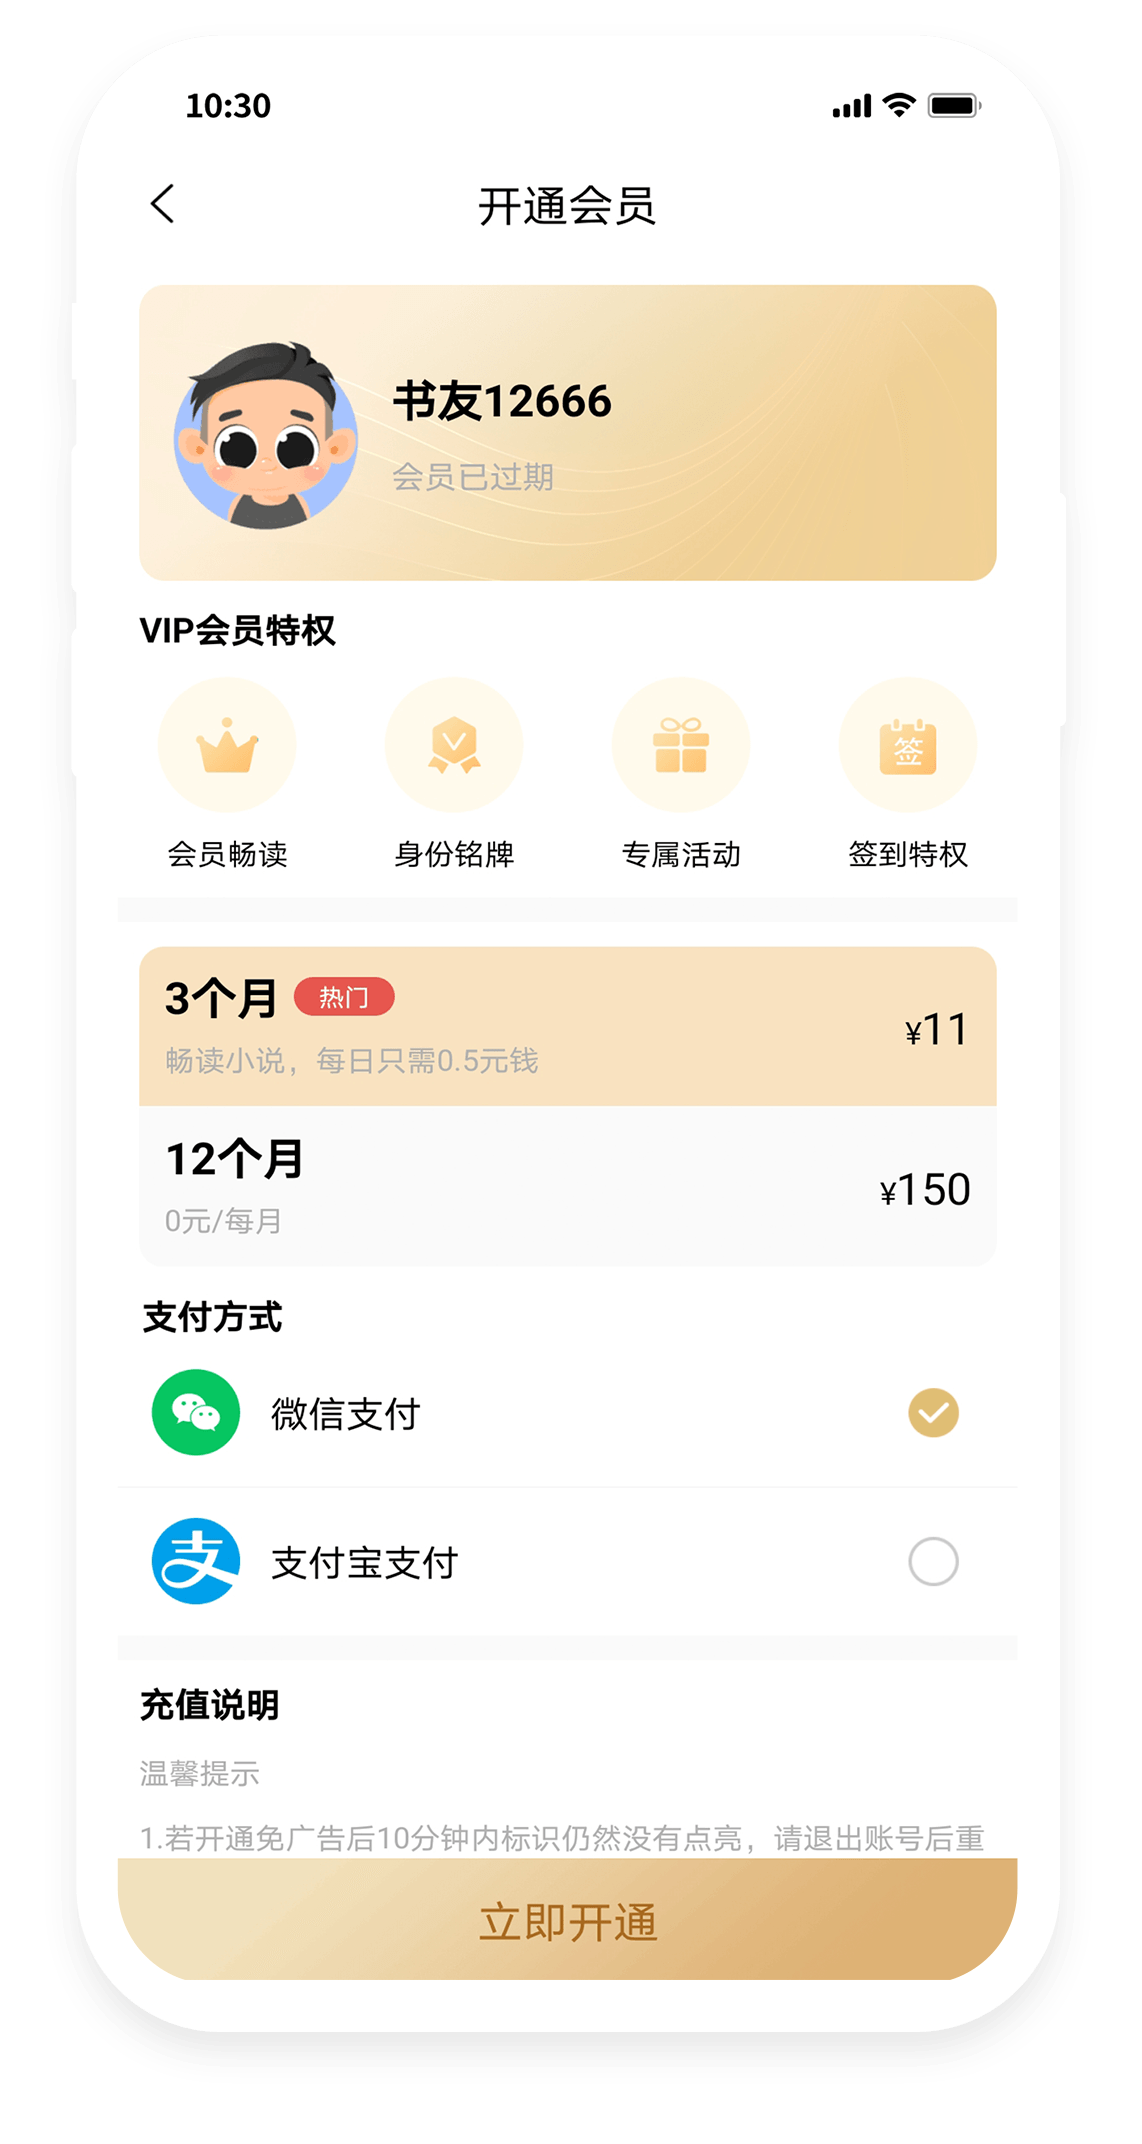 10:30
开通会员
书友12666
会员已过期
VIP会员特权
签
会员畅读
身份铭牌
专属活动
签到特权
3个月 热门
¥11
畅读小说，每日只需0.5元钱
12个月
¥150
0元/每月
支付方式
微信支付
支
支付宝支付
充值说明
温馨提示
1.若开通免广告后10分钟内标识仍然没有点亮，请退出账号后重
立即开通